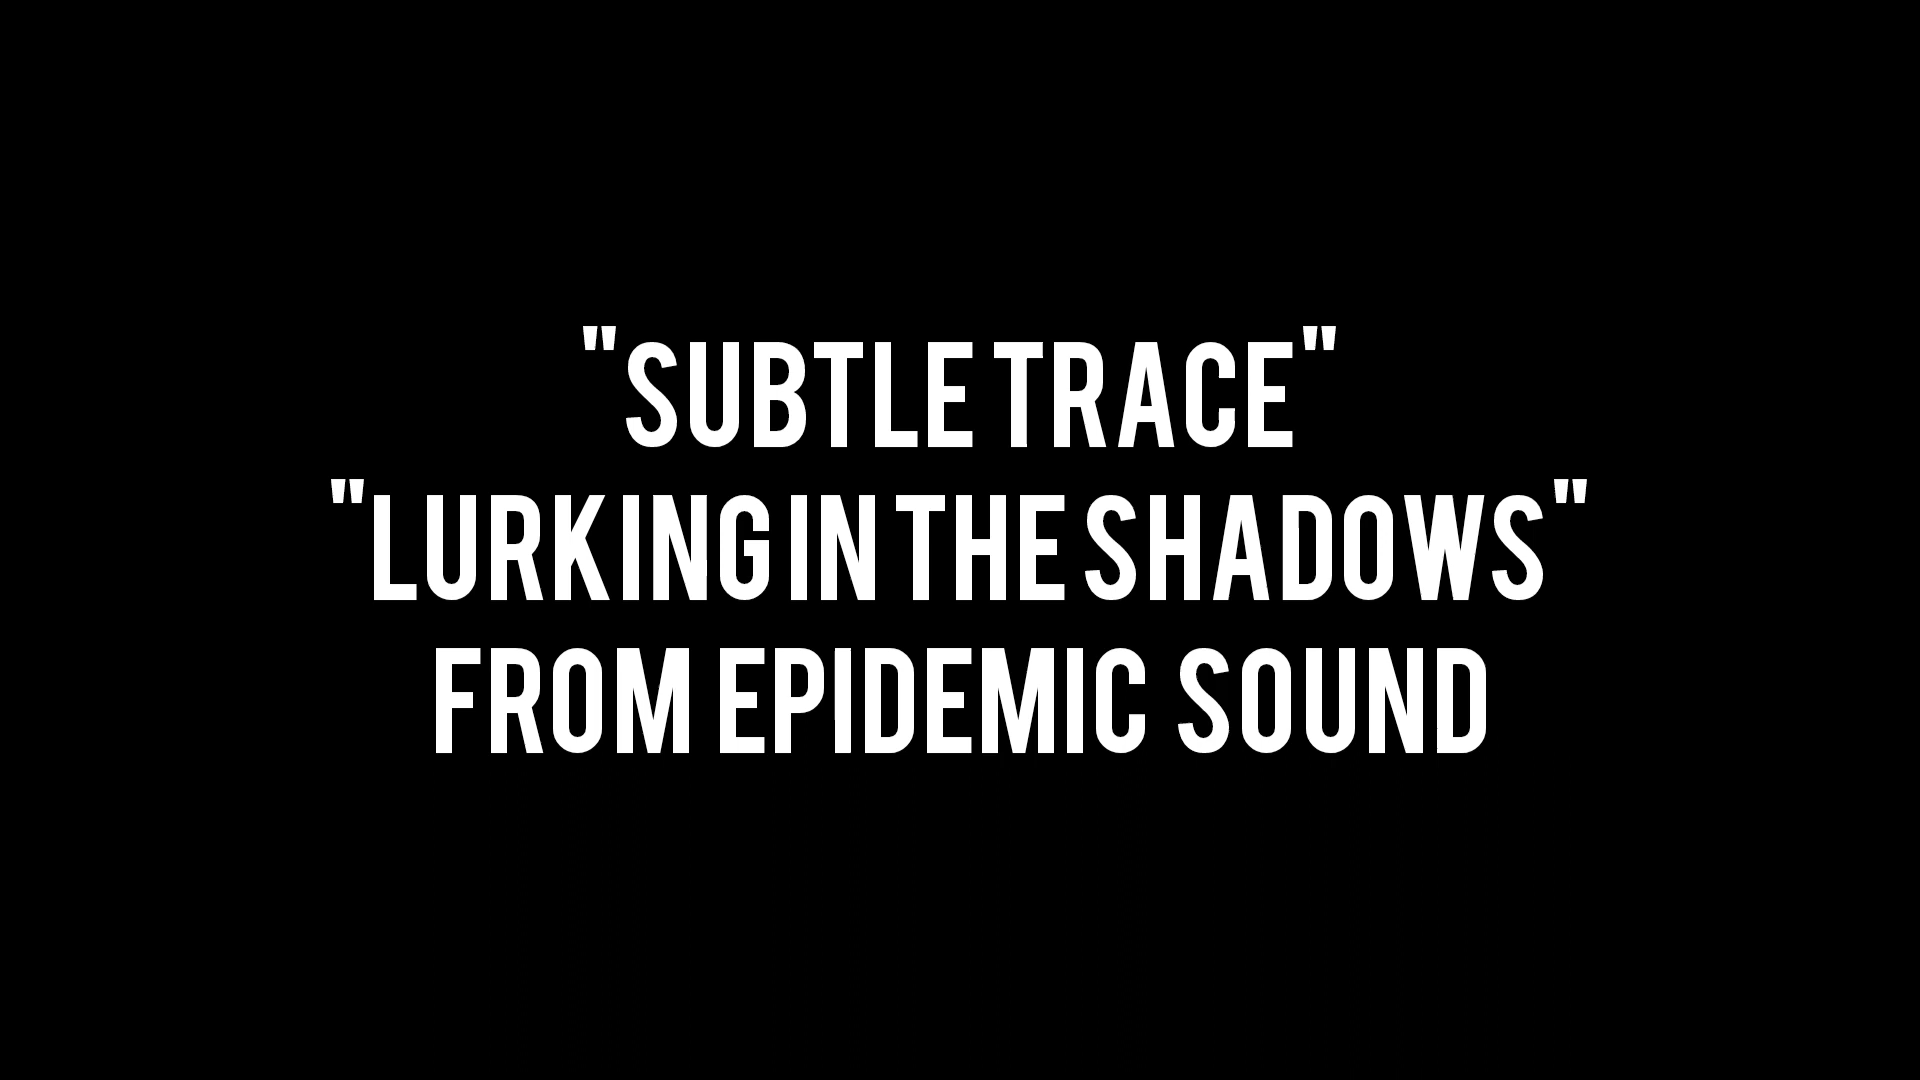 "SUBTLE TRACE"
"LURKING IN THE SHADOWS"
FROM EPIDEMIC SOUND